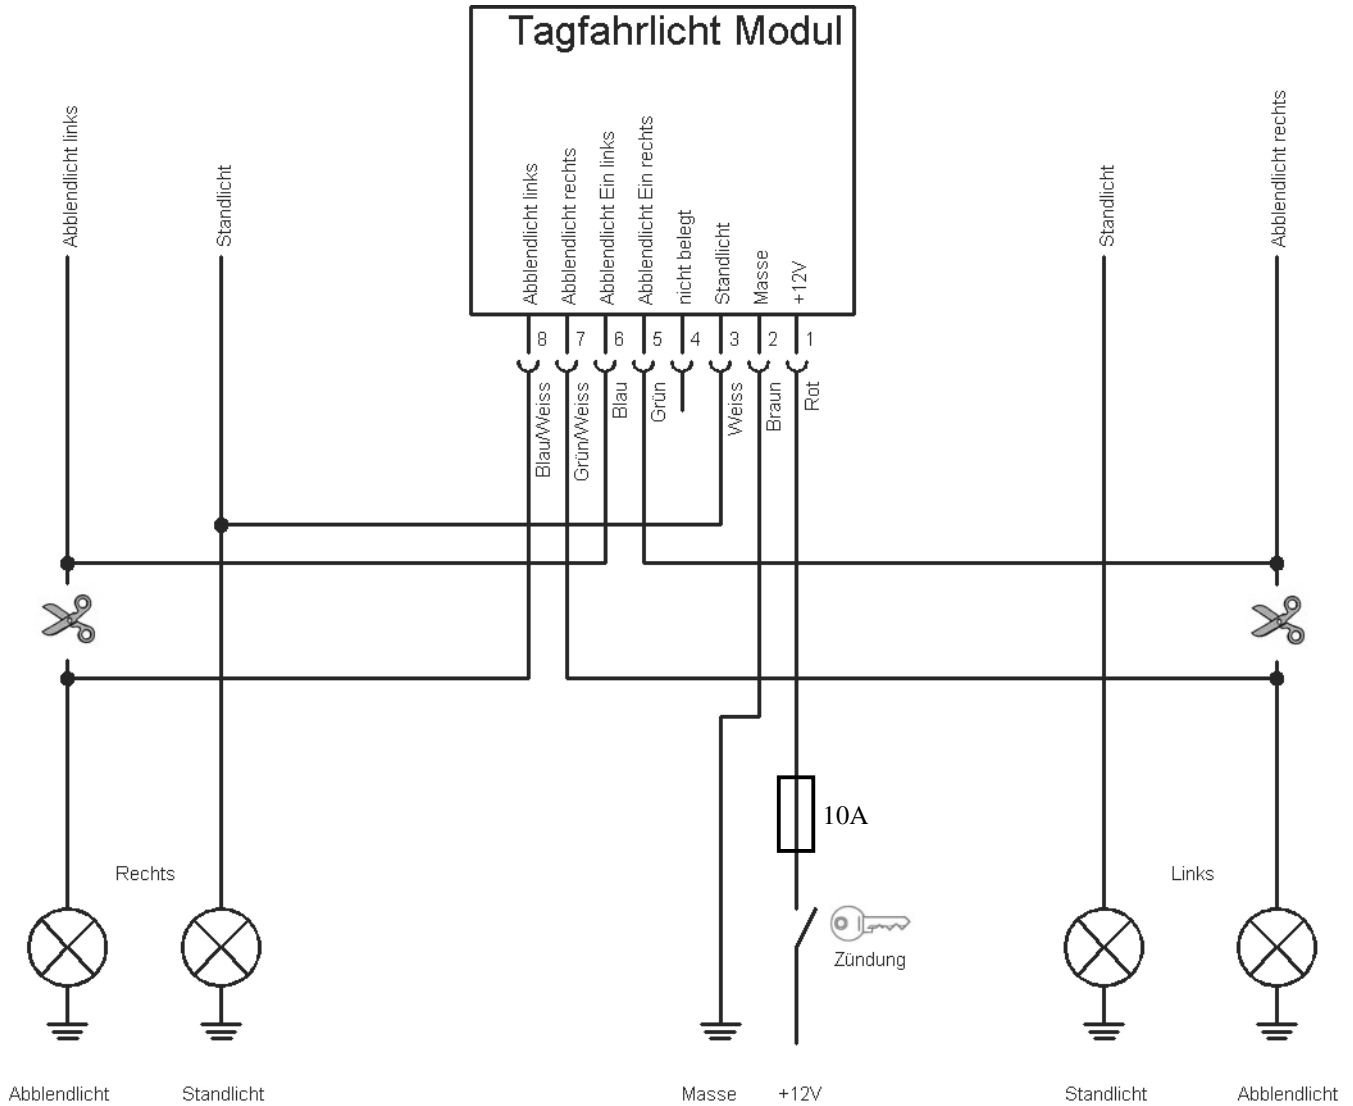 Tagfahrlicht Modul
Abblendlicht links
Standlicht
Abblendlicht links
Abblendlicht rechts
Abblendlicht Ein links
Abblendlicht Ein rechts
nicht belegt
Standlicht
Masse
+12V
Standlicht
Abblendlicht rechts
8 7 6 5 4 3 2 1
Blau/Weiss
Grün/Weiss
Blau
Grün
Weiss
Braun
Rot
10A
Rechts
Links
Zündung
Abblendlicht Standlicht Masse +12V Standlicht Abblendlicht